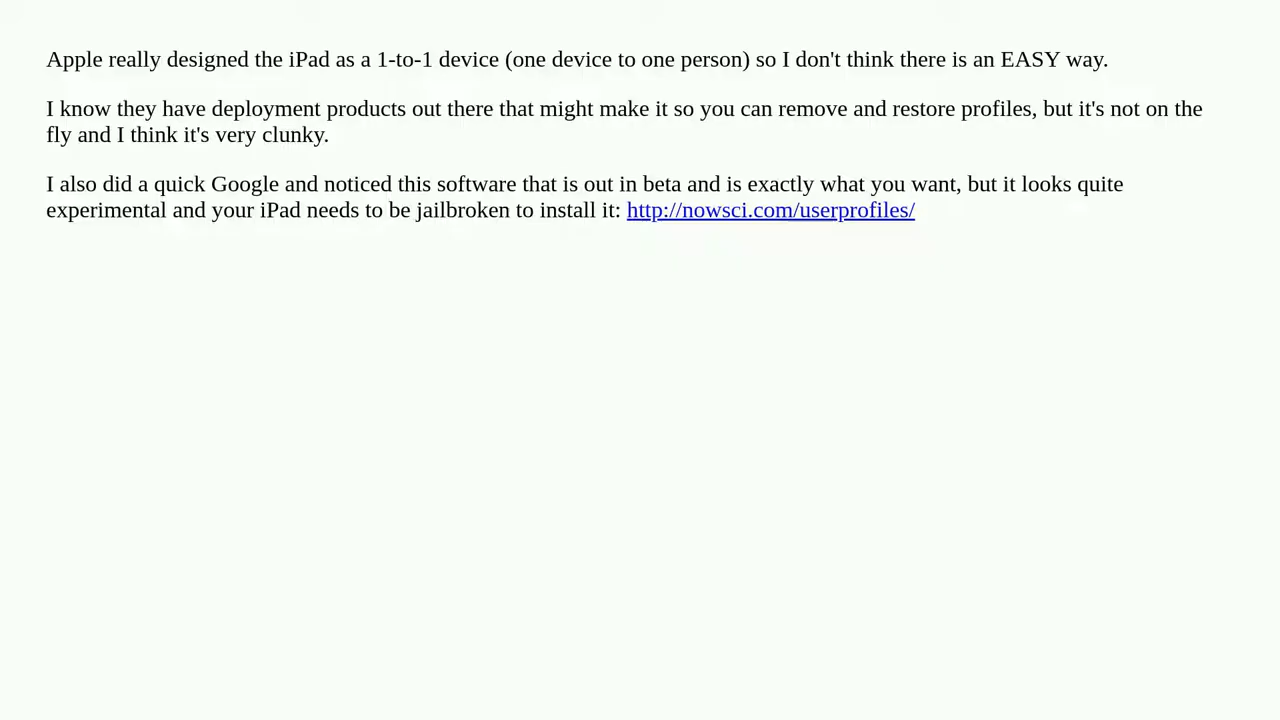 Apple really designed the iPad as a 1-to-1 device (one device to one person) so I don't think there is an EASY way.
I know they have deployment products out there that might make it so you can remove and restore profiles, but it's not on the
fly and I think it's very clunky.
I also did a quick Google and noticed this software that is out in beta and is exactly what you want, but it looks quite
experimental and your iPad needs to be jailbroken to install it: http://nowsci.com/userprofiles/